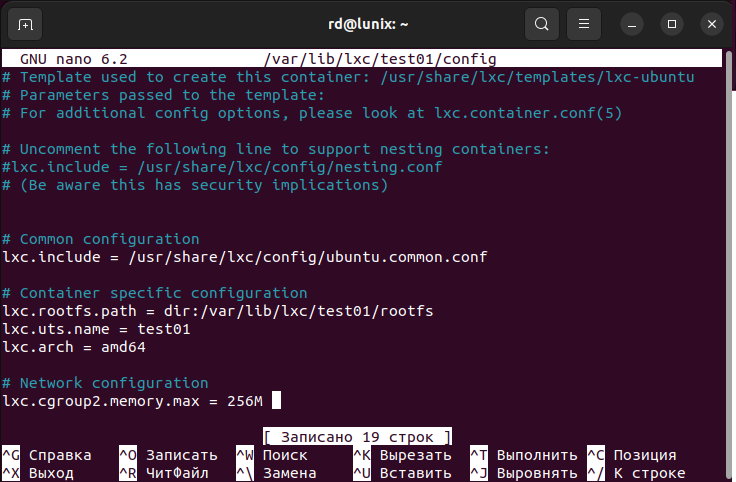 rd@lunix: ~
GNU nano 6.2 /var/lib/lxc/test01/config
# Template used to create this container: /usr/share/lxc/templates/lxc-ubuntu
# Parameters passed to the template:
# For additional config options, please look at lxc.container.conf(5)
# Uncomment the following line to support nesting containers:
#lxc.include = /usr/share/lxc/config/nesting.conf
# (Be aware this has security implications)
# Common configuration
lxc.include = /usr/share/lxc/config/ubuntu.common.conf
# Container specific configuration
lxc.rootfs.path = dir:/var/lib/lxc/test01/rootfs
lxc.uts.name = test01
lxc.arch = amd64
# Network configuration
lxc.cgroup2.memory.max = 256M
[ Записано 19 строк ]
^G Справка ^O Записать ^W Поиск ^K Вырезать ^T Выполнить ^C Позиция
^X Выход ^R ЧитФайл ^\ Замена ^U Вставить ^J Выровнять ^/ К строке